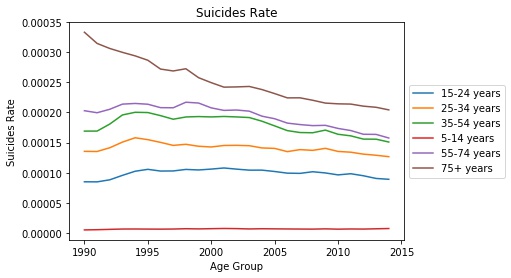 Suicides Rate
0.00035
0.00030
0.00025
0.00020
0.00015
0.00010
0.00005
0.00000
Suicides Rate
1990 1995 2000 2005 2010 2015
Age Group
15-24 years
25-34 years
35-54 years
5-14 years
55-74 years
75+ years